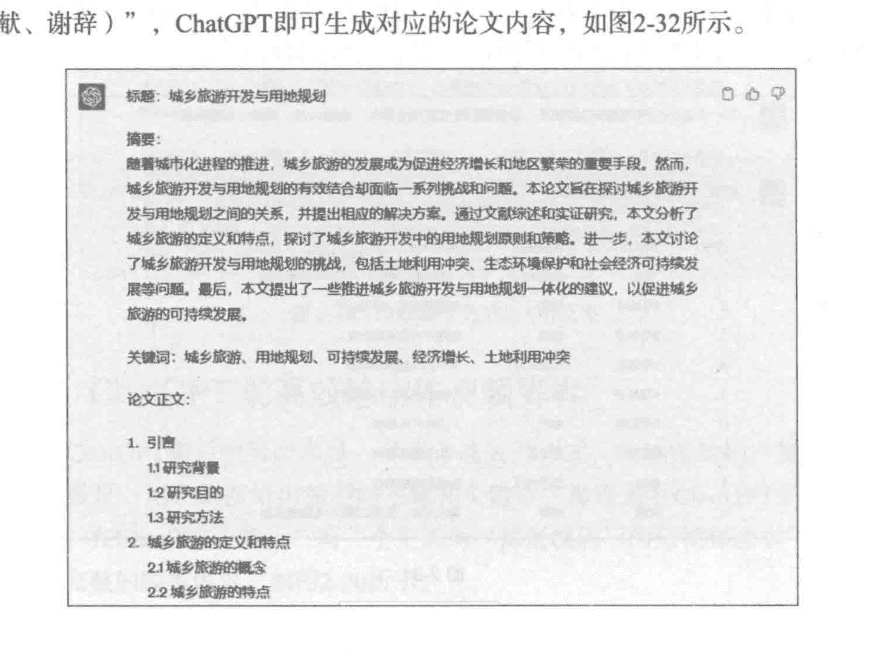 献、谢辞）”，ChatGPT即可生成对应的论文内容，如图2-32所示。
标题：城乡旅游开发与用地规划
摘要：
随着城市化进程的推进，城乡旅游的发展成为促进经济增长和地区繁荣的重要手段。然而，
城乡旅游开发与用地规划的有效结合却面临一系列挑战和问题。本论文旨在探讨城乡旅游开
发与用地规划之间的关系，并提出相应的解决方案。通过文献综述和实证研究，本文分析了
城乡旅游的定义和特点，探讨了城乡旅游开发中的用地规划原则和策略。进一步，本文讨论
了城乡旅游开发与用地规划的挑战，包括土地利用冲突、生态环境保护和社会经济可持续发
展等问题。最后，本文提出了一些推进城乡旅游开发与用地规划一体化的建议，以促进城乡
旅游的可持续发展。
关键词：城乡旅游、用地规划、可持续发展、经济增长、土地利用冲突
论文正文：
1. 引言
1.1 研究背景
1.2 研究目的
1.3 研究方法
2. 城乡旅游的定义和特点
2.1 城乡旅游的概念
2.2 城乡旅游的特点